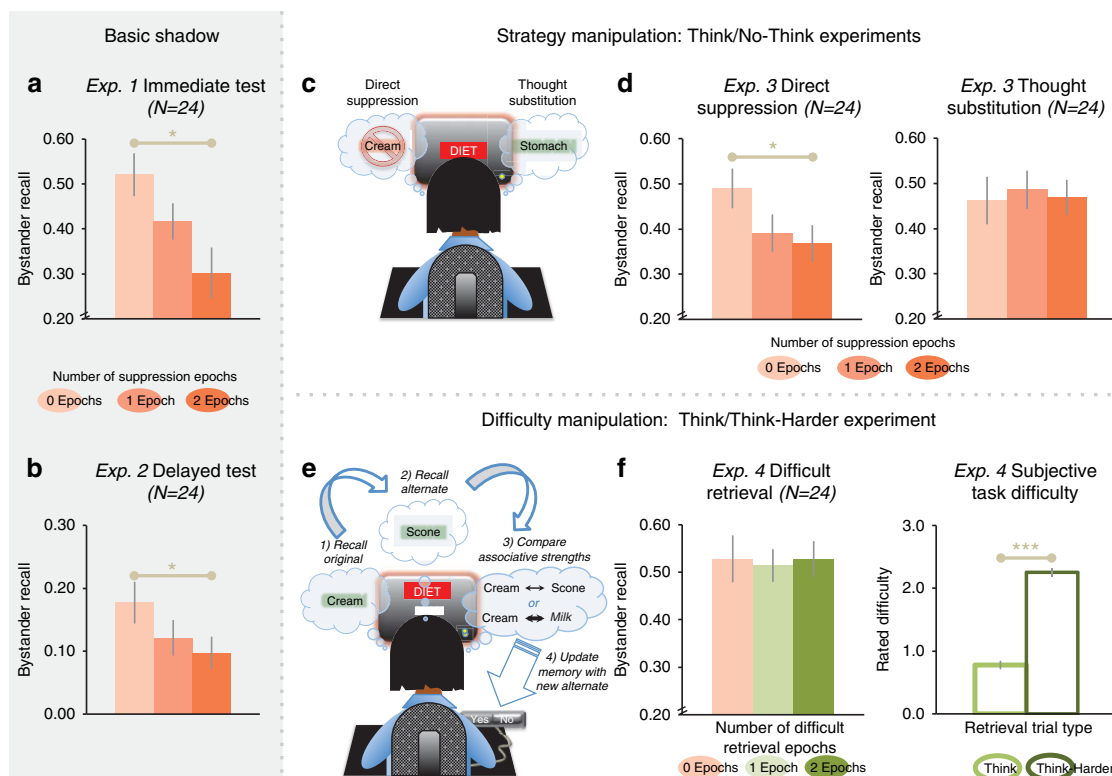 Basic shadow
Strategy manipulation: Think/No-Think experiments
a
Exp. 1 Immediate test
(N=24)
*
0.60
0.50
0.40
0.30
0.20
Bystander recall
Number of suppression epochs
0 Epochs
1 Epoch
2 Epochs
c
Direct
suppression
Thought
substitution
Cream
DIET
Stomach
d
Exp. 3 Direct
suppression (N=24)
*
0.60
0.50
0.40
0.30
0.20
Bystander recall
Exp. 3 Thought
substitution (N=24)
0.60
0.50
0.40
0.30
0.20
Bystander recall
Number of suppression epochs
0 Epochs
1 Epoch
2 Epochs
Difficulty manipulation: Think/Think-Harder experiment
b
Exp. 2 Delayed test
(N=24)
*
0.30
0.20
0.10
0.00
Bystander recall
e
2) Recall
alternate
Scone
1) Recall
original
3) Compare
associative strengths
Cream
DIET
Cream
Scone
or
Cream
Milk
4) Update
memory with
new alternate
Yes
No
f
Exp. 4 Difficult
retrieval (N=24)
0.60
0.50
0.40
0.30
0.20
Bystander recall
Number of difficult
retrieval epochs
0 Epochs
1 Epoch
2 Epochs
Exp. 4 Subjective
task difficulty
***
3.0
2.0
1.0
0.0
Rated difficulty
Retrieval trial type
Think
Think-Harder